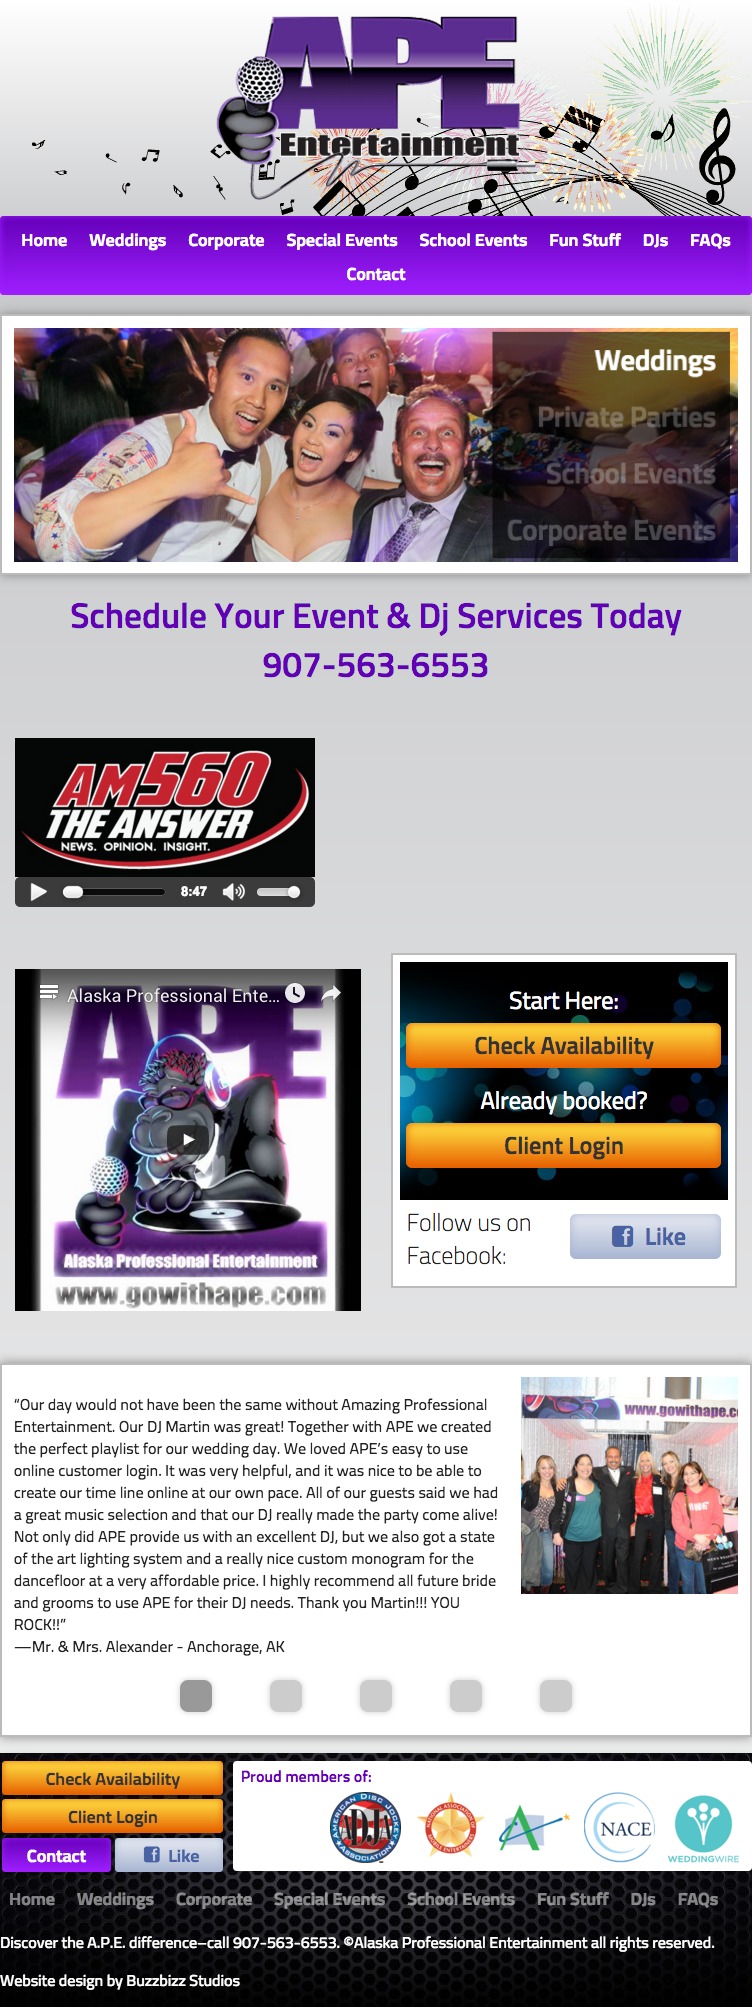 APE
Entertainment
Home Weddings Corporate Special Events School Events Fun Stuff DJs FAQs
Contact
Weddings
Private Parties
School Events
Corporate Events
Schedule Your Event & Dj Services Today
907-563-6553
AM560
THE ANSWER
NEWS. OPINION. INSIGHT.
8:47
Alaska Professional Ente...
APE
Alaska Professional Entertainment
www.gowithape.com
Start Here:
Check Availability
Already booked?
Client Login
Follow us on
Facebook:
Like
“Our day would not have been the same without Amazing Professional
Entertainment. Our DJ Martin was great! Together with APE we created
the perfect playlist for our wedding day. We loved APE’s easy to use
online customer login. It was very helpful, and it was nice to be able to
create our time line online at our own pace. All of our guests said we had
a great music selection and that our DJ really made the party come alive!
Not only did APE provide us with an excellent DJ, but we also got a state
of the art lighting system and a really nice custom monogram for the
dancefloor at a very affordable price. I highly recommend all future bride
and grooms to use APE for their DJ needs. Thank you Martin!!! YOU
ROCK!!”
—Mr. & Mrs. Alexander - Anchorage, AK
www.gowithape.c
Check Availability
Client Login
Contact
Like
Proud members of:
AMERICAN DISC JOCKEY
ADJA
ASSOCIATION
NACE
WEDDINGWIRE
Home Weddings Corporate Special Events School Events Fun Stuff DJs FAQs
Discover the A.P.E. difference–call 907-563-6553. ©Alaska Professional Entertainment all rights reserved.
Website design by Buzzbizz Studios